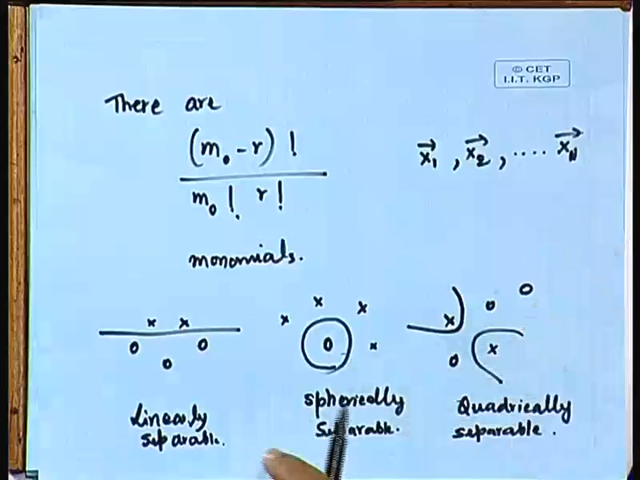 © CET
I.I.T. KGP
There are
(m₀ - r) !
m₀ ! r !
x₁ , x₂ , .... x_N
monomials.
x x
o o
o
x x
x o x
x o o
o x
Linearly
separable.
Spherically
Separable.
Quadrically
separable.